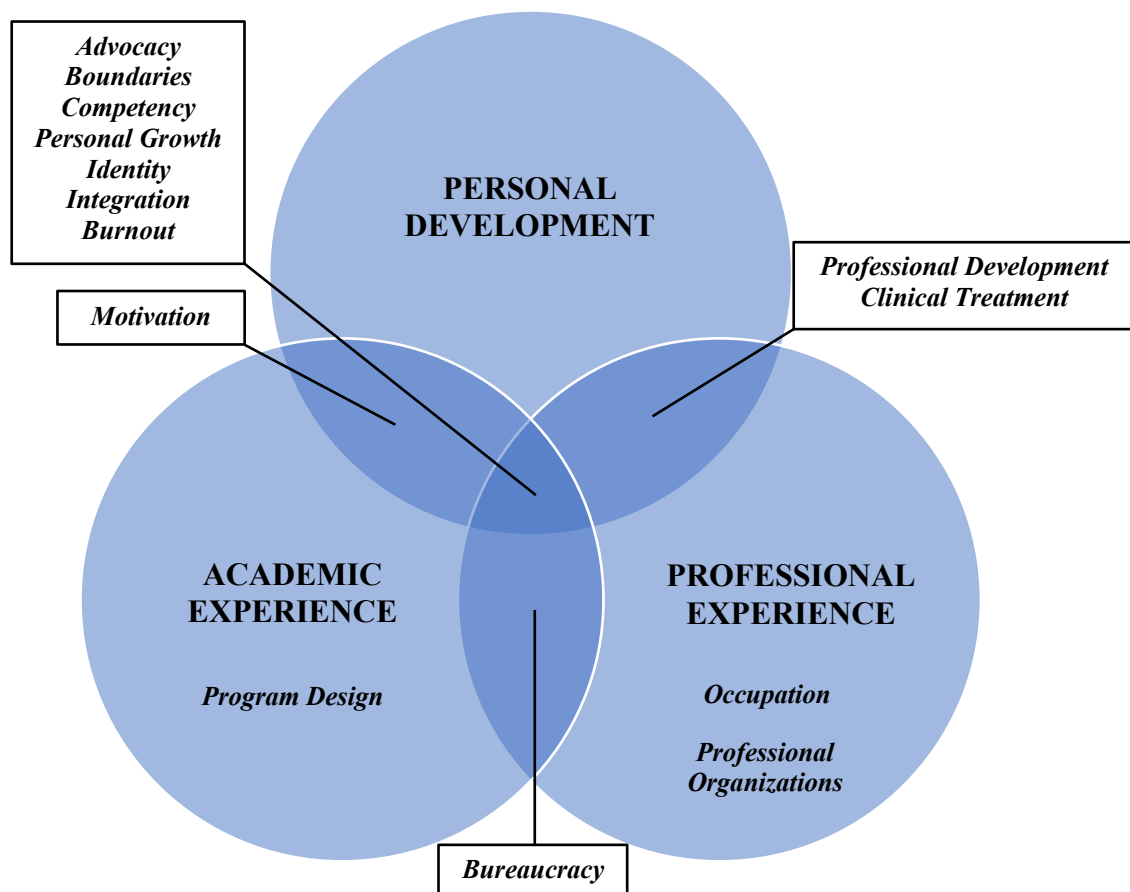 Advocacy
Boundaries
Competency
Personal Growth
Identity
Integration
Burnout
PERSONAL
DEVELOPMENT
Professional Development
Clinical Treatment
Motivation
ACADEMIC
EXPERIENCE
PROFESSIONAL
EXPERIENCE
Program Design
Occupation
Professional
Organizations
Bureaucracy